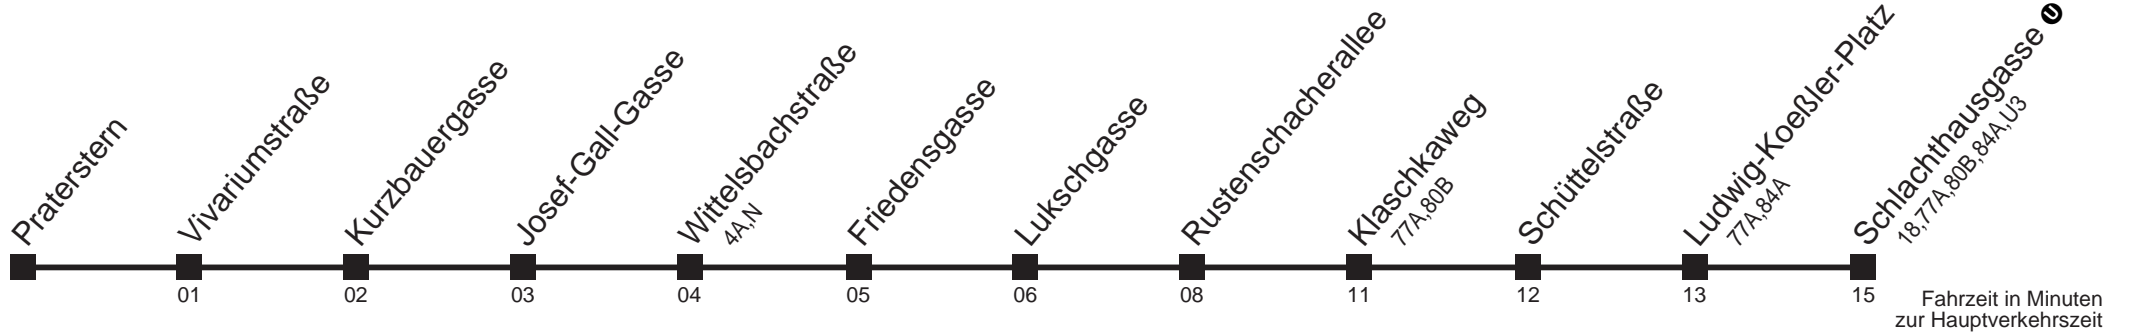 Praterstern
Vivariumstraße
Kurzbauergasse
Josef-Gall-Gasse
Wittelsbachstraße
4A,N
Friedensgasse
Lukschgasse
Rustenschacherallee
Klaschkaweg
77A,80B
Schüttelstraße
Ludwig-Koeßler-Platz
77A,84A
Schlachthausgasse U
18,77A,80B,84A,U3
01
02
03
04
05
06
08
11
12
13
15
Fahrzeit in Minuten
zur Hauptverkehrszeit